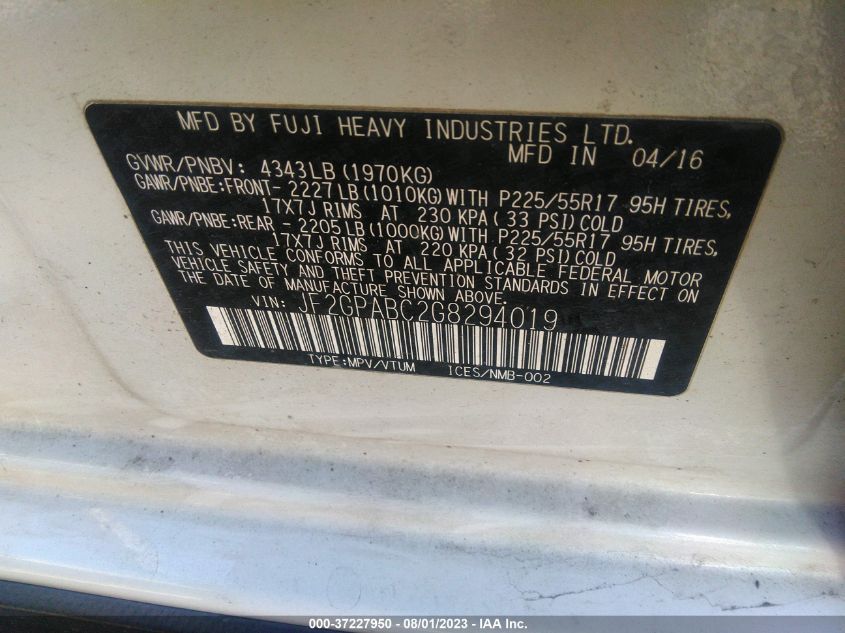 MFD BY FUJI HEAVY INDUSTRIES LTD.
MFD IN 04/16
GVWR/PNBV: 4343LB (1970KG)
GAWR/PNBE:FRONT- 2227LB (1010KG) WITH P225/55R17 95H TIRES,
17X7J RIMS AT 230 KPA (33 PSI) COLD
GAWR/PNBE:REAR - 2205LB (1000KG) WITH P225/55R17 95H TIRES,
17X7J RIMS AT 220 KPA (32 PSI) COLD
THIS VEHICLE CONFORMS TO ALL APPLICABLE FEDERAL MOTOR
VEHICLE SAFETY AND THEFT PREVENTION STANDARDS IN EFFECT ON
THE DATE OF MANUFACTURE SHOWN ABOVE.
VIN: JF2GPABC2G8294019
TYPE:MPV/VTUM ICES/NMB-002
000-37227950 - 08/01/2023 - IAA Inc.